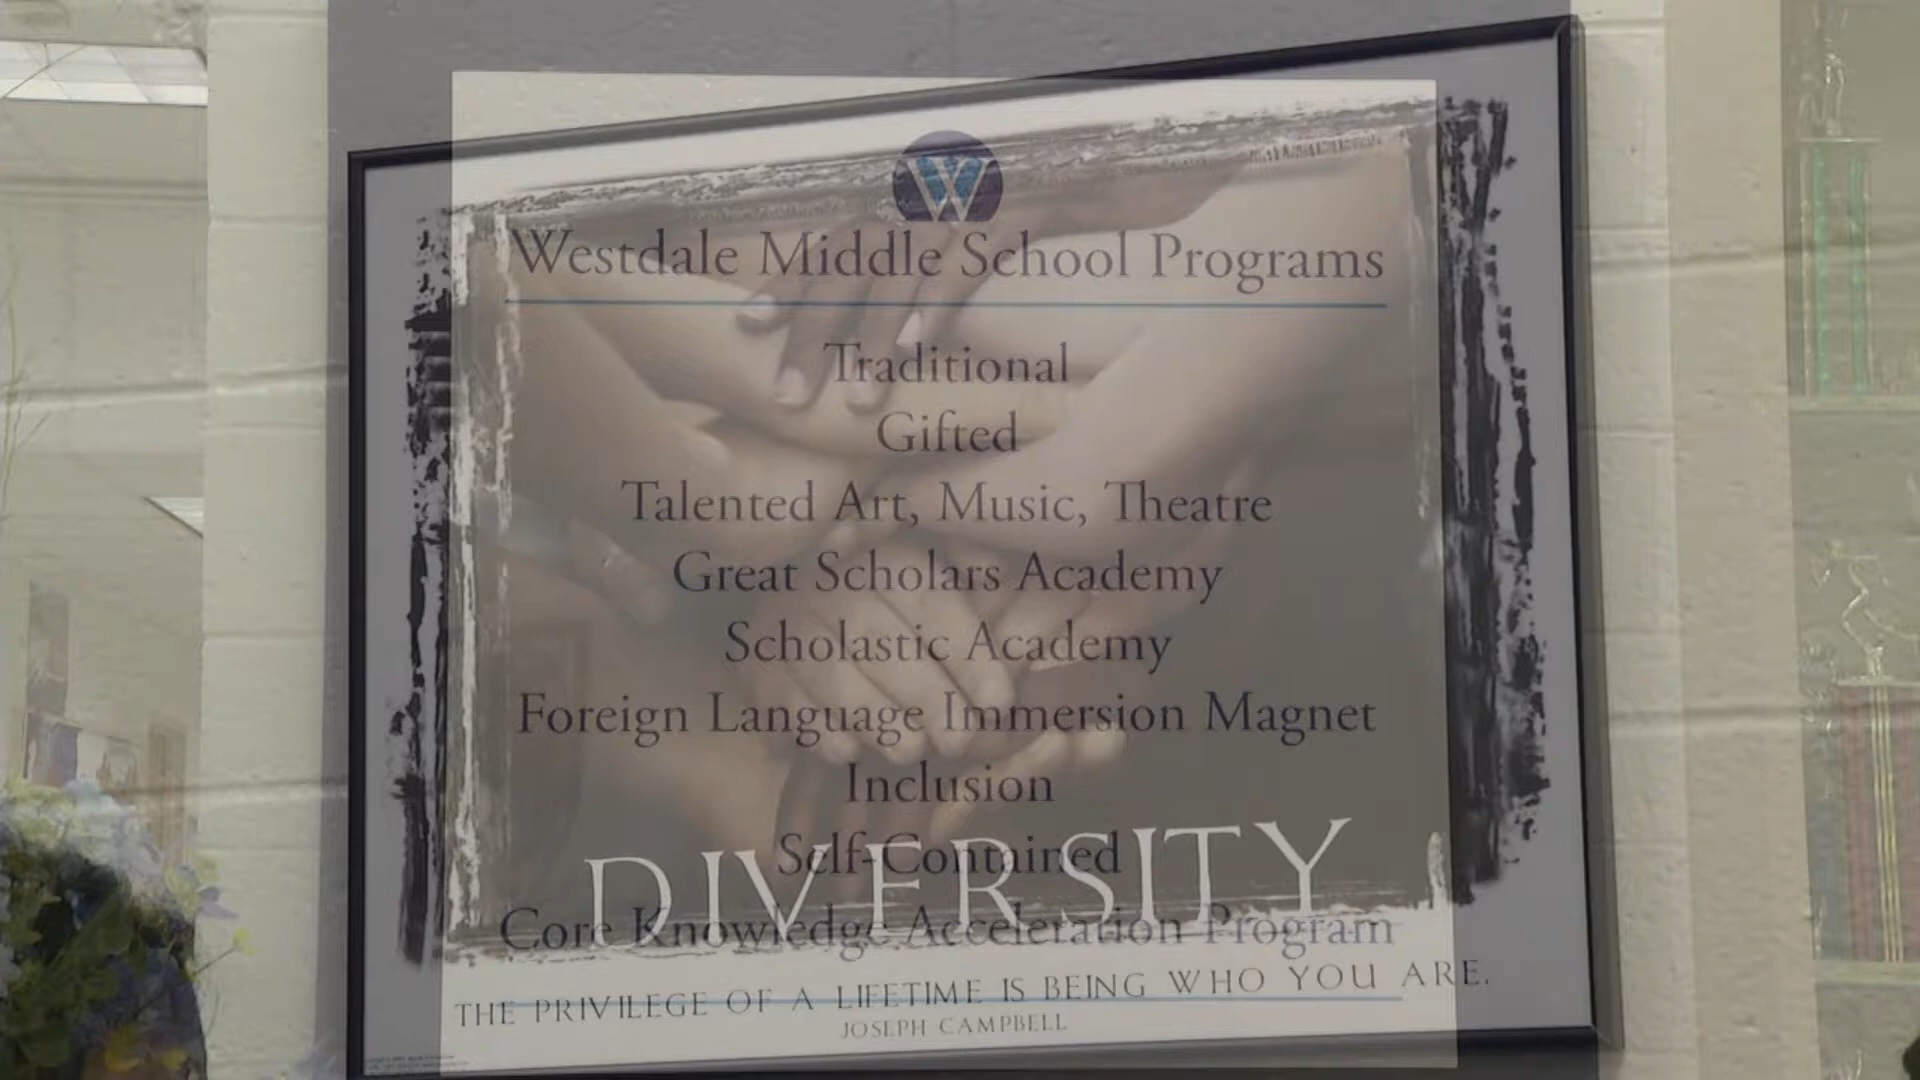 W
Westdale Middle School Programs
Traditional
Gifted
Talented Art, Music, Theatre
Great Scholars Academy
Scholastic Academy
Foreign Language Immersion Magnet
Inclusion
Self-Contained
DIVERSITY
Core Knowledge Acceleration Program
THE PRIVILEGE OF A LIFETIME IS BEING WHO YOU ARE.
JOSEPH CAMPBELL